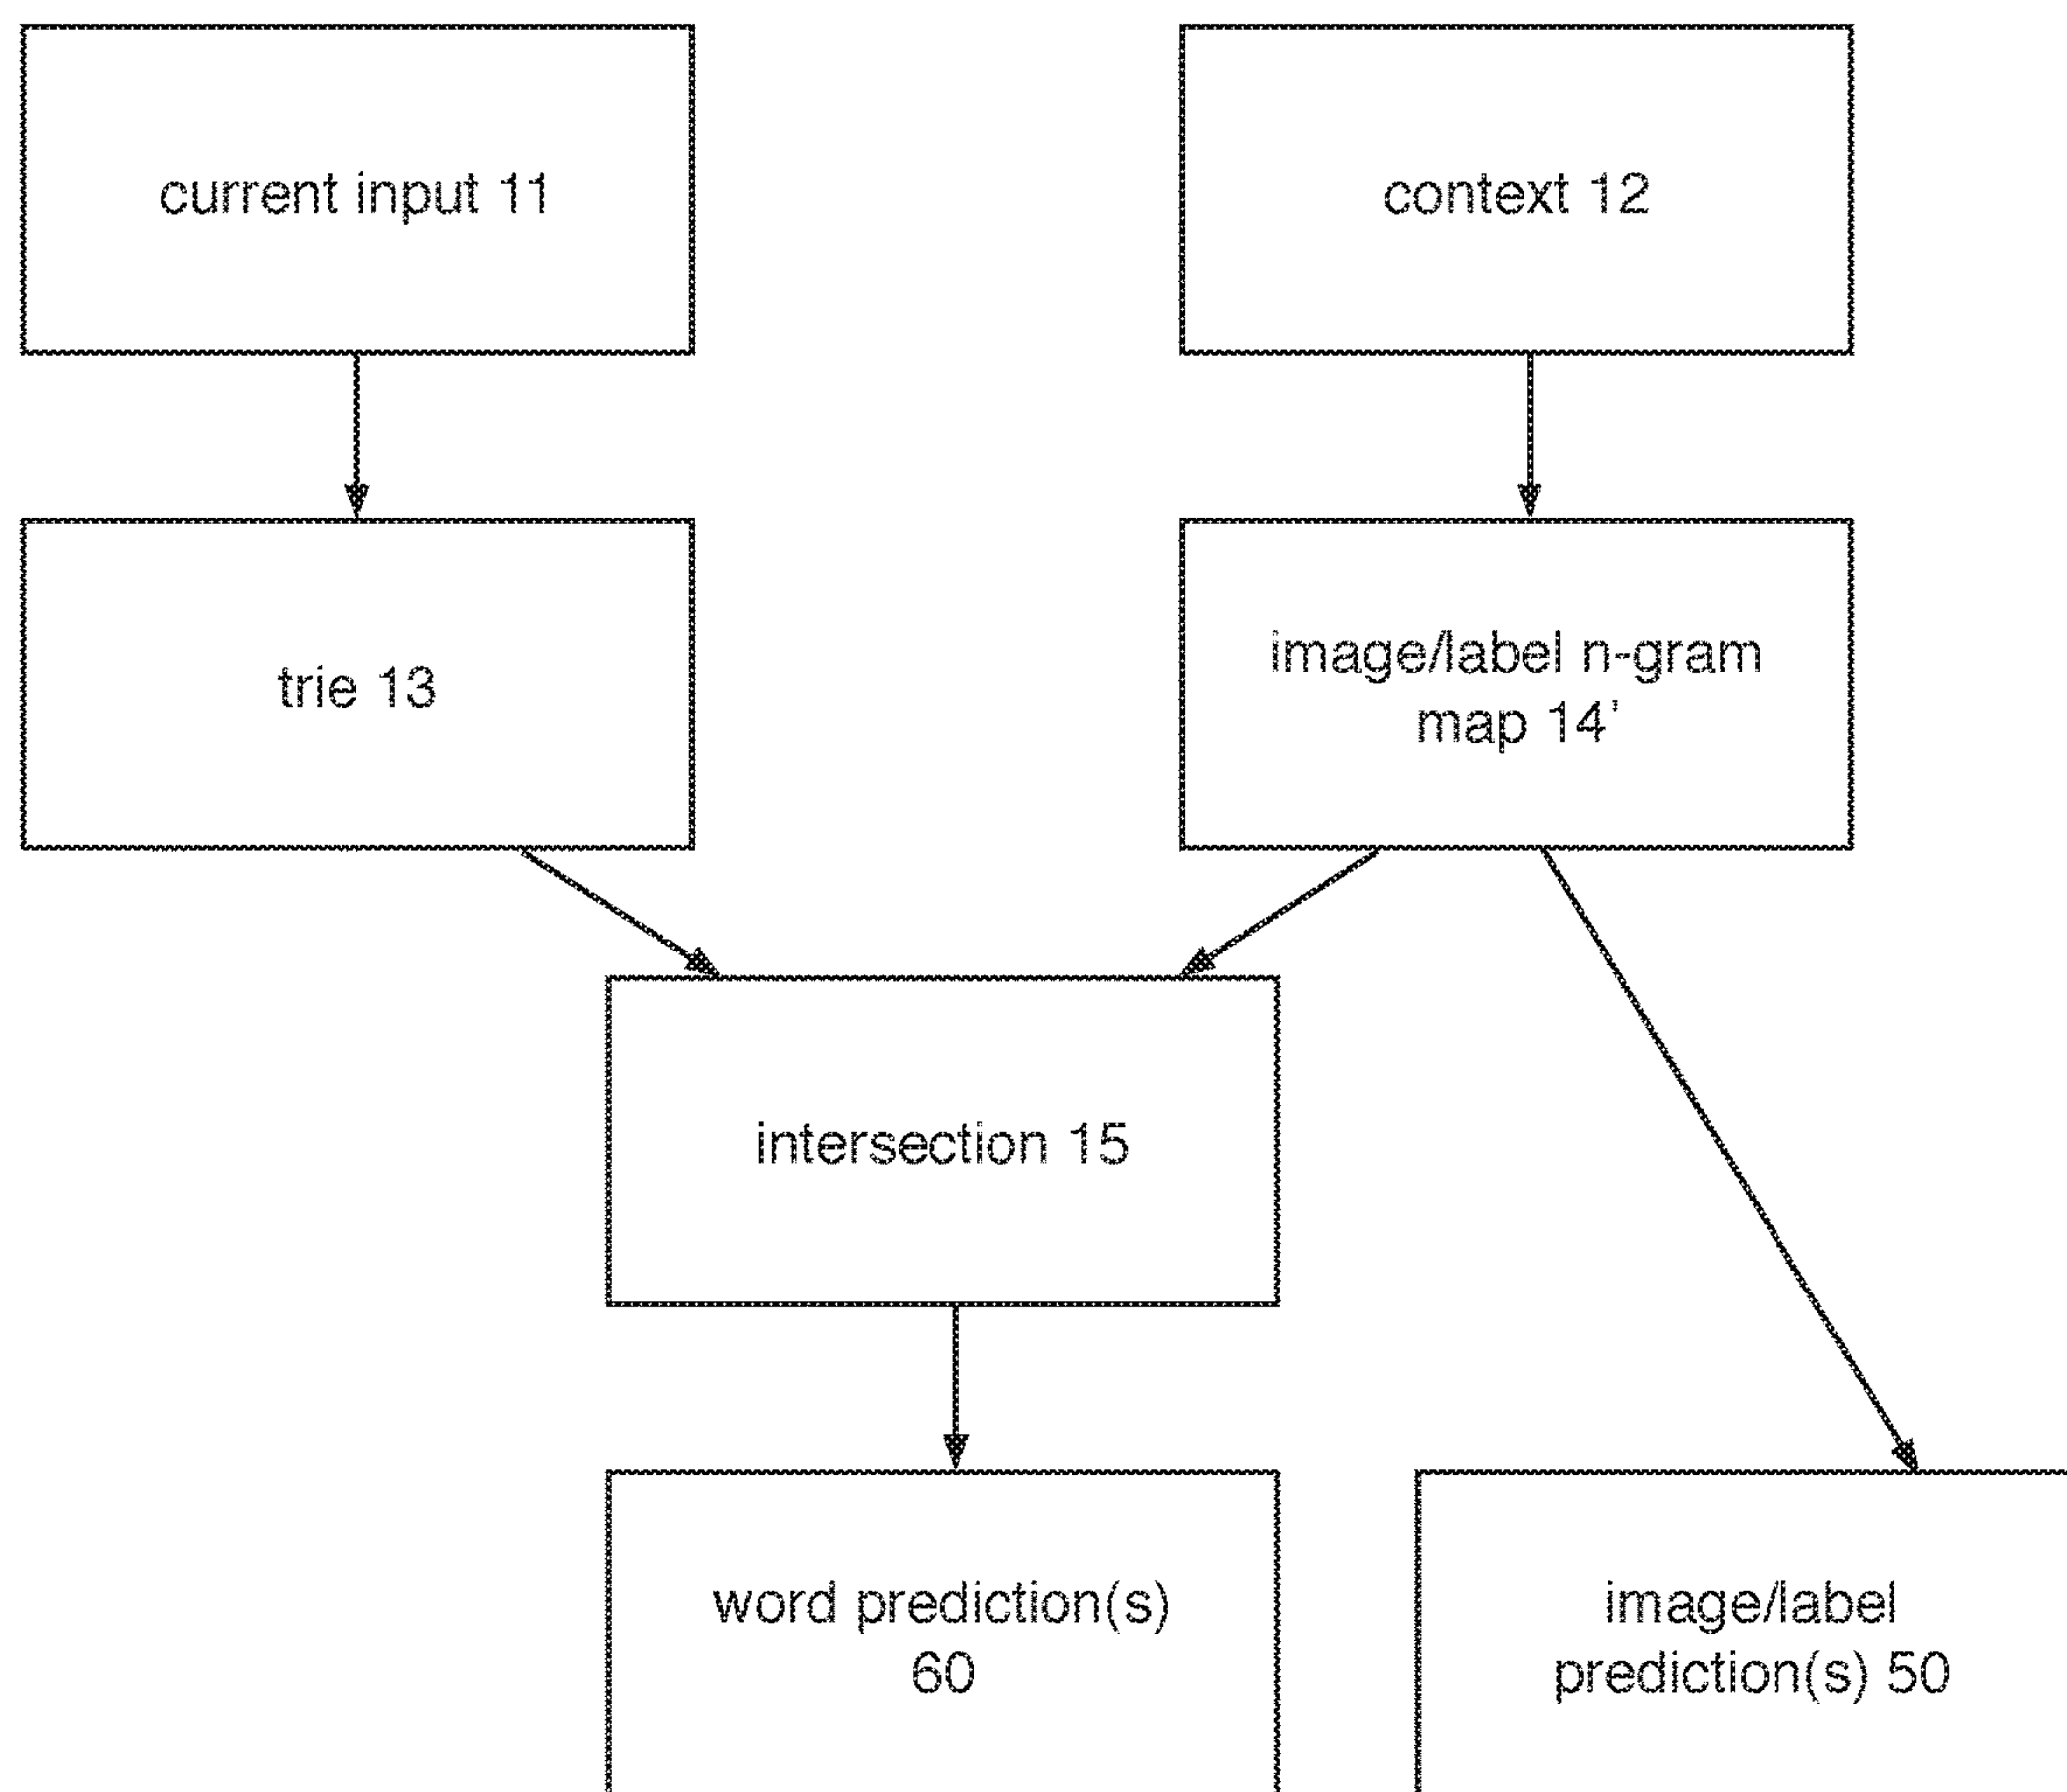 current input 11
context 12
trie 13
image/label n-gram
map 14'
intersection 15
word prediction(s)
60
image/label
prediction(s) 50